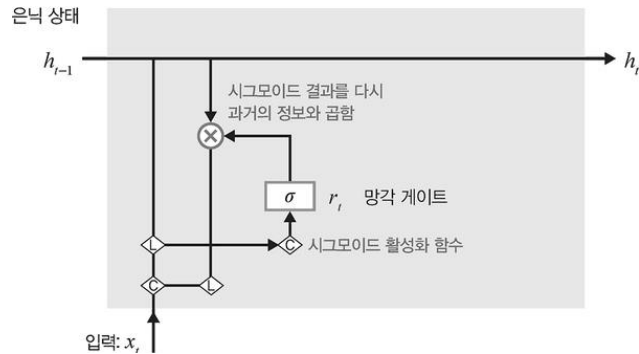 은닉 상태
h_{t-1}
h_t
시그모이드 결과를 다시
과거의 정보와 곱함
σ
r_t 망각 게이트
L
C 시그모이드 활성화 함수
C
L
입력: x_t